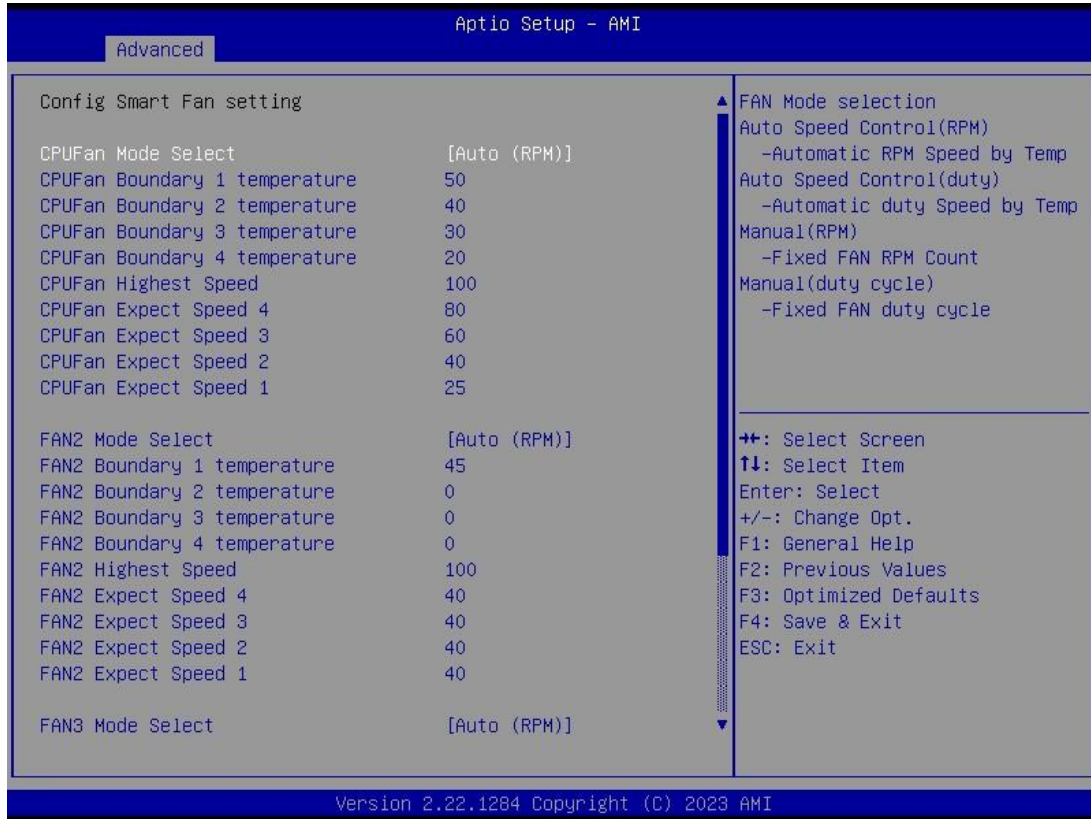 Aptio Setup – AMI
Advanced
Config Smart Fan setting
CPUFan Mode Select [Auto (RPM)]
CPUFan Boundary 1 temperature 50
CPUFan Boundary 2 temperature 40
CPUFan Boundary 3 temperature 30
CPUFan Boundary 4 temperature 20
CPUFan Highest Speed 100
CPUFan Expect Speed 4 80
CPUFan Expect Speed 3 60
CPUFan Expect Speed 2 40
CPUFan Expect Speed 1 25
FAN2 Mode Select [Auto (RPM)]
FAN2 Boundary 1 temperature 45
FAN2 Boundary 2 temperature 0
FAN2 Boundary 3 temperature 0
FAN2 Boundary 4 temperature 0
FAN2 Highest Speed 100
FAN2 Expect Speed 4 40
FAN2 Expect Speed 3 40
FAN2 Expect Speed 2 40
FAN2 Expect Speed 1 40
FAN3 Mode Select [Auto (RPM)]
FAN Mode selection
Auto Speed Control(RPM)
-Automatic RPM Speed by Temp
Auto Speed Control(duty)
-Automatic duty Speed by Temp
Manual(RPM)
-Fixed FAN RPM Count
Manual(duty cycle)
-Fixed FAN duty cycle
→←: Select Screen
↑↓: Select Item
Enter: Select
+/-: Change Opt.
F1: General Help
F2: Previous Values
F3: Optimized Defaults
F4: Save & Exit
ESC: Exit
Version 2.22.1284 Copyright (C) 2023 AMI